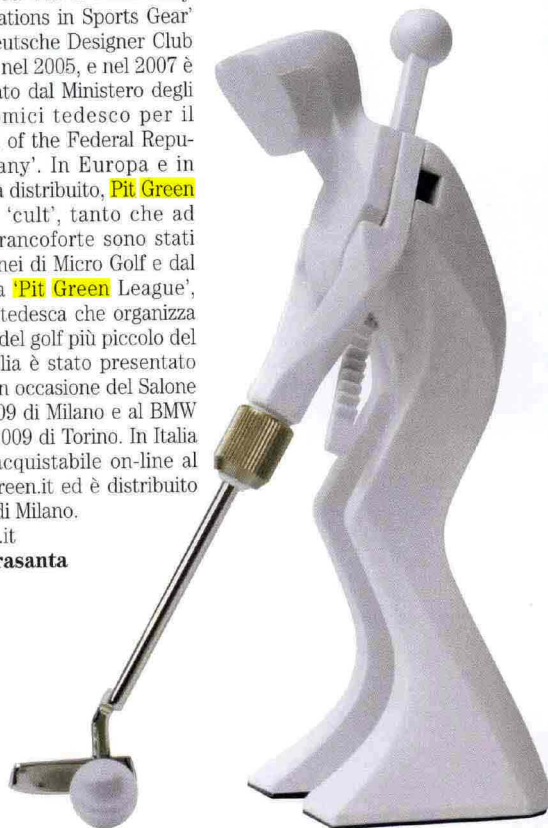 ations in Sports Gear'
eutsche Designer Club
nel 2005, e nel 2007 è
to dal Ministero degli
omici tedesco per il
of the Federal Repu-
any'. In Europa e in
a distribuito, Pit Green
'cult', tanto che ad
rancoforte sono stati
nei di Micro Golf e dal
a 'Pit Green League',
tedesca che organizza
del golf più piccolo del
lia è stato presentato
n occasione del Salone
09 di Milano e al BMW
009 di Torino. In Italia
acquistabile on-line al
reen.it ed è distribuito
di Milano.
.it
rasanta